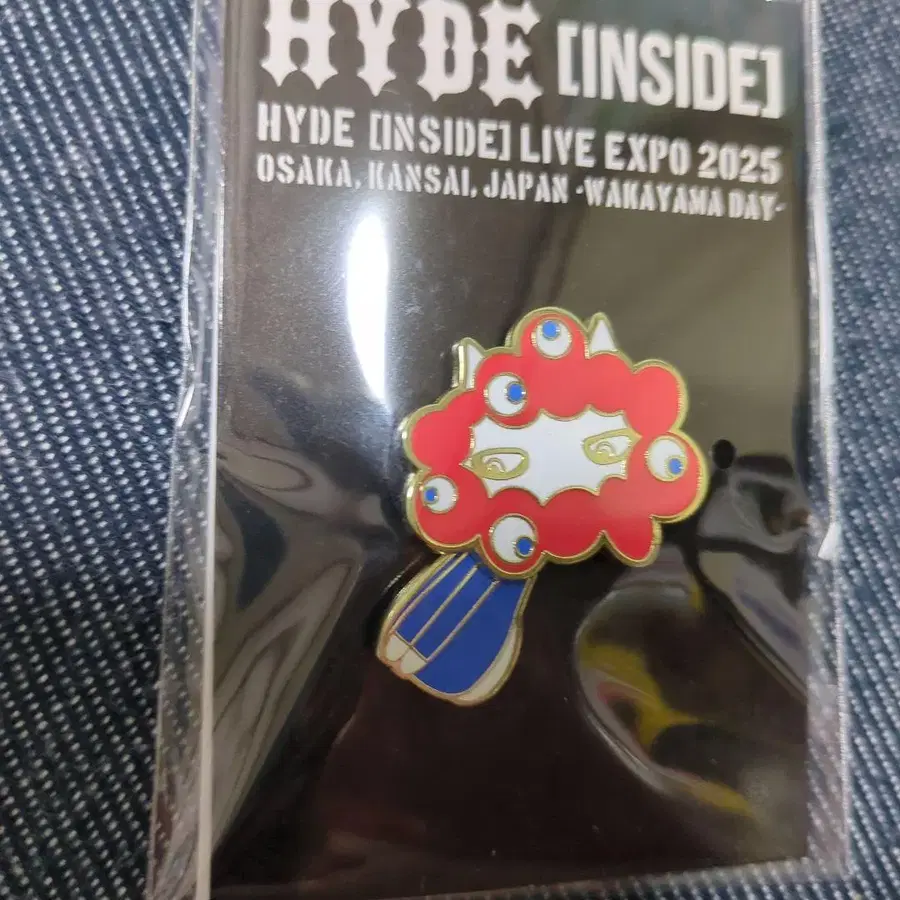 HYDE [INSIDE]
HYDE [INSIDE] LIVE EXPO 2025
OSAKA, KANSAI, JAPAN -WAKAYAMA DAY-